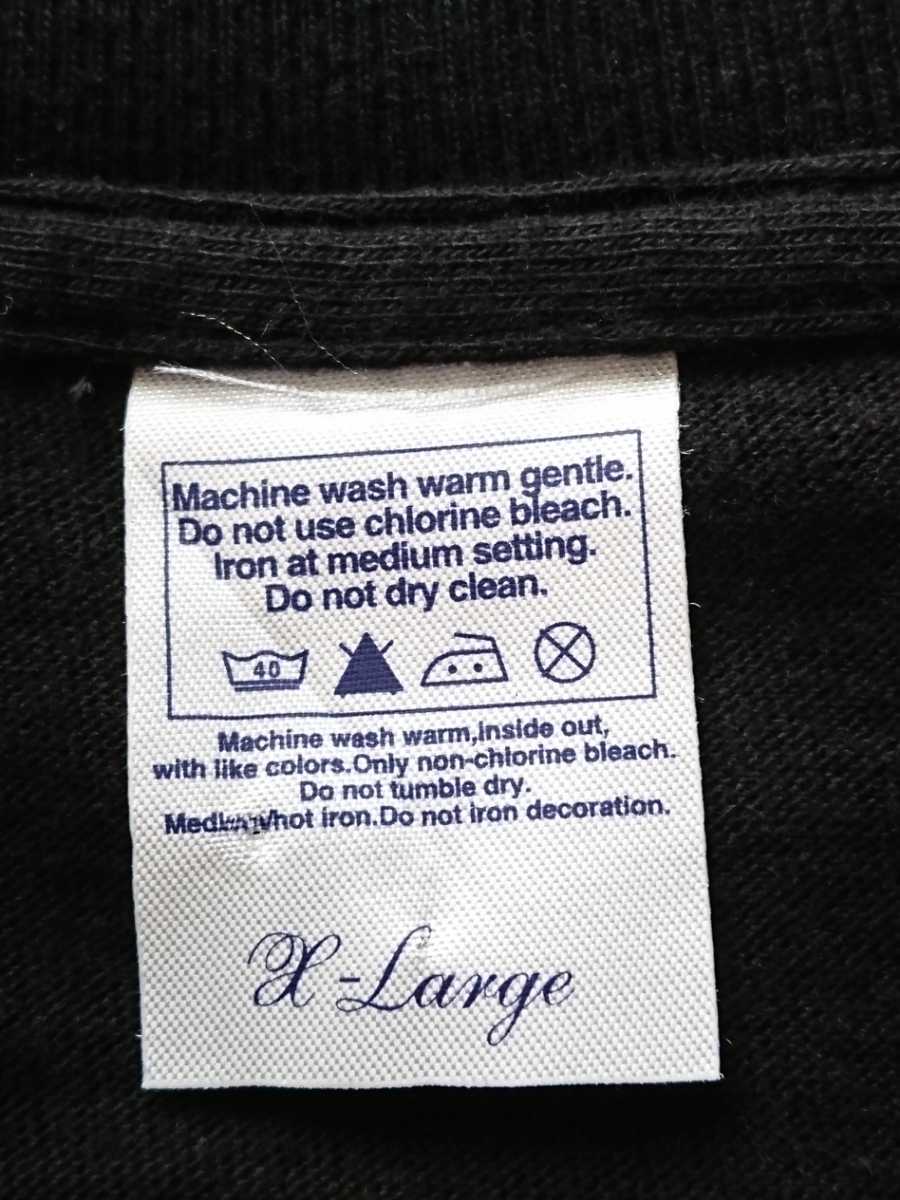 Machine wash warm gentle.
Do not use chlorine bleach.
Iron at medium setting.
Do not dry clean.
40
Machine wash warm,inside out,
with like colors.Only non-chlorine bleach.
Do not tumble dry.
hot iron.Do not iron decoration.
X-Large